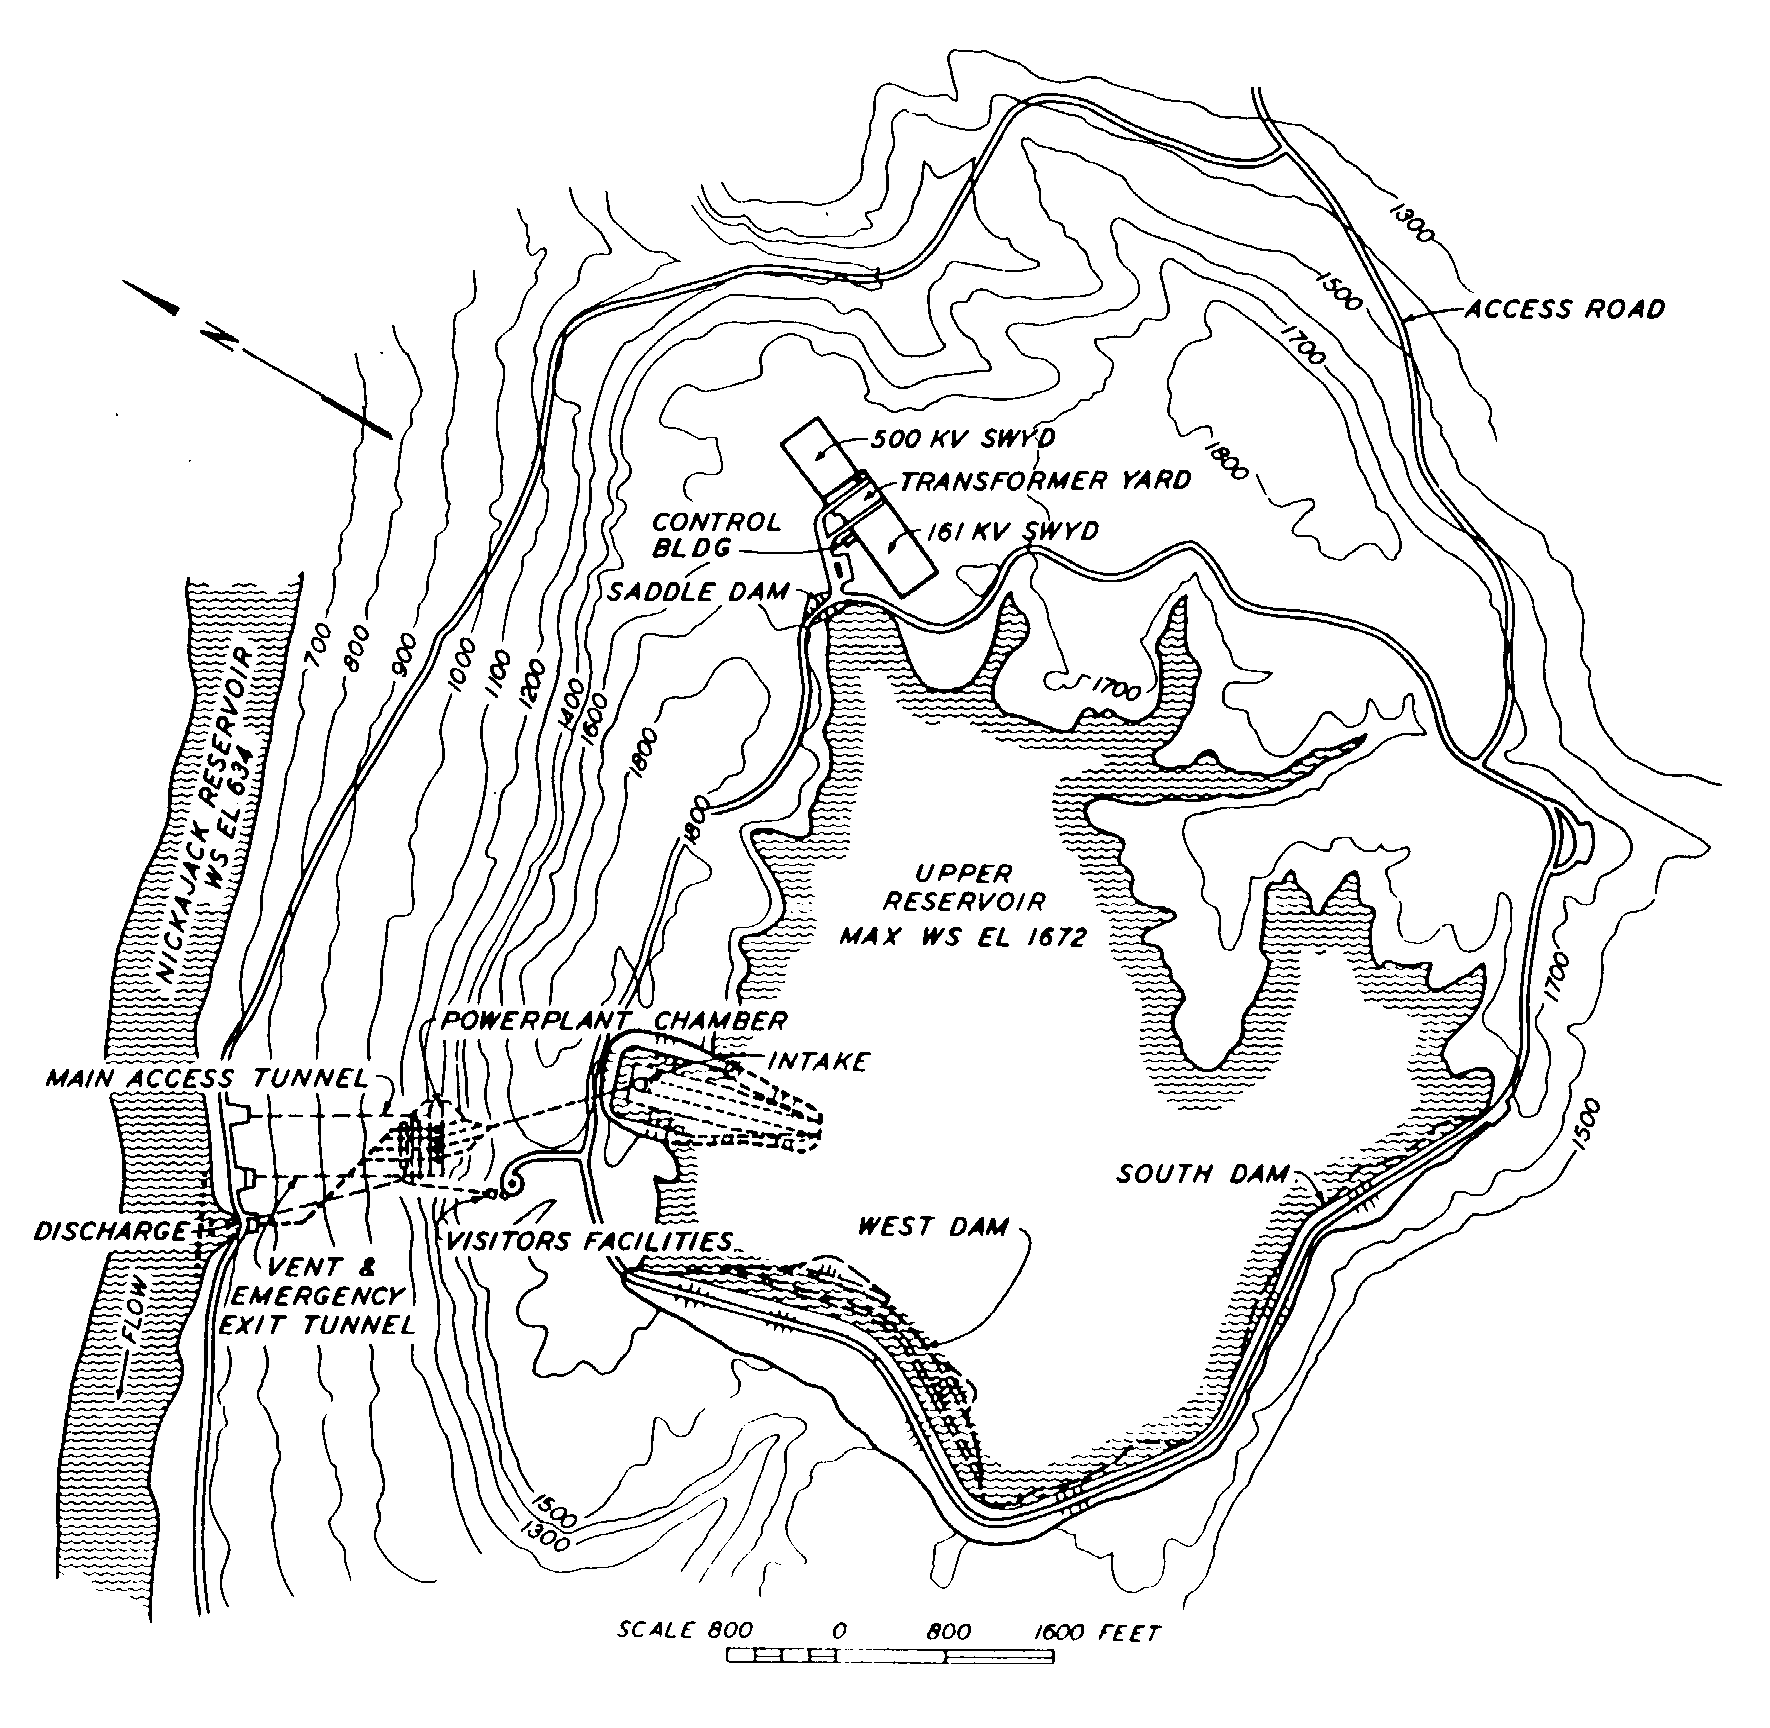 1300
1500
ACCESS ROAD
1700
N
500 KV SWYD
1800
TRANSFORMER YARD
CONTROL
BLDG
161 KV SWYD
SADDLE DAM
700
800
900
1000
1100
1200
1400
1600
1800
1700
NICKAJACK RESERVOIR
WS EL 634
1800
UPPER
RESERVOIR
MAX WS EL 1672
1700
POWERPLANT CHAMBER
INTAKE
MAIN ACCESS TUNNEL
1500
SOUTH DAM
DISCHARGE
WEST DAM
VISITORS FACILITIES
VENT &
EMERGENCY
EXIT TUNNEL
FLOW
1500
1300
SCALE 800 0 800 1600 FEET